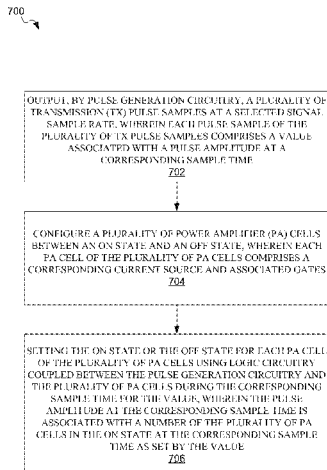 700
OUTPUT, BY PULSE GENERATION CIRCUITRY, A PLURALITY OF
TRANSMISSION (TX) PULSE SAMPLES AT A SELECTED SIGNAL
SAMPLE RATE, WHEREIN EACH PULSE SAMPLE OF THE
PLURALITY OF TX PULSE SAMPLES COMPRISES A VALUE
ASSOCIATED WITH A PULSE AMPLITUDE AT A
CORRESPONDING SAMPLE TIME
702
CONFIGURE A PLURALITY OF POWER AMPLIFIER (PA) CELLS
BETWEEN AN ON STATE AND AN OFF STATE, WHEREIN EACH
PA CELL OF THE PLURALITY OF PA CELLS COMPRISES A
CORRESPONDING CURRENT SOURCE AND ASSOCIATED GATES
704
SETTING THE ON STATE OR THE OFF STATE FOR EACH PA CELL
OF THE PLURALITY OF PA CELLS USING LOGIC CIRCUITRY
COUPLED BETWEEN THE PULSE GENERATION CIRCUITRY AND
THE PLURALITY OF PA CELLS DURING THE CORRESPONDING
SAMPLE TIME FOR THE VALUE, WHEREIN THE PULSE
AMPLITUDE AT THE CORRESPONDING SAMPLE TIME IS
ASSOCIATED WITH A NUMBER OF THE PLURALITY OF PA
CELLS IN THE ON STATE AT THE CORRESPONDING SAMPLE
TIME AS SET BY THE VALUE
706